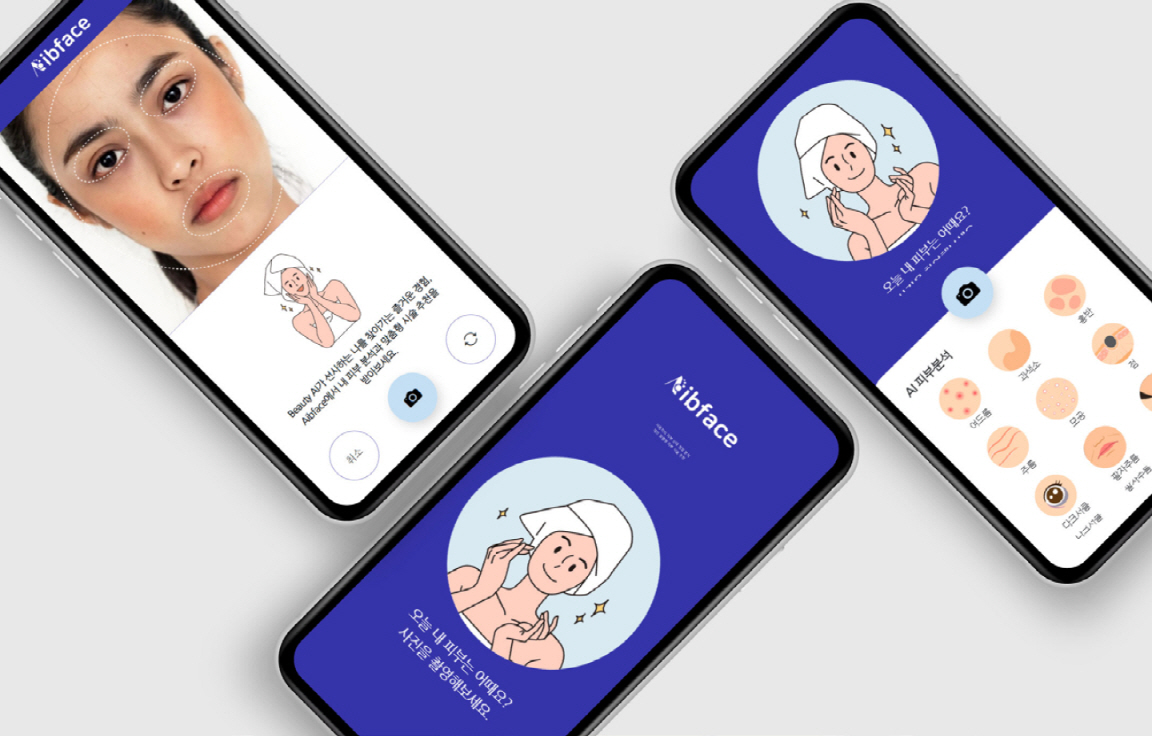 Aibface
Beauty AI가 선사하는 나를 찾아가는 즐거운 경험,
Aibface에서 내 피부 분석과 맞춤형 시술 추천을
받아보세요.
취소
Aibface
오늘 내 피부는 어때요?
사진을 촬영해보세요.
오늘 내 피부는 어때요?
AI 피부분석
여드름
과색소
홍반
주름
모공
점
다크서클
팔자주름